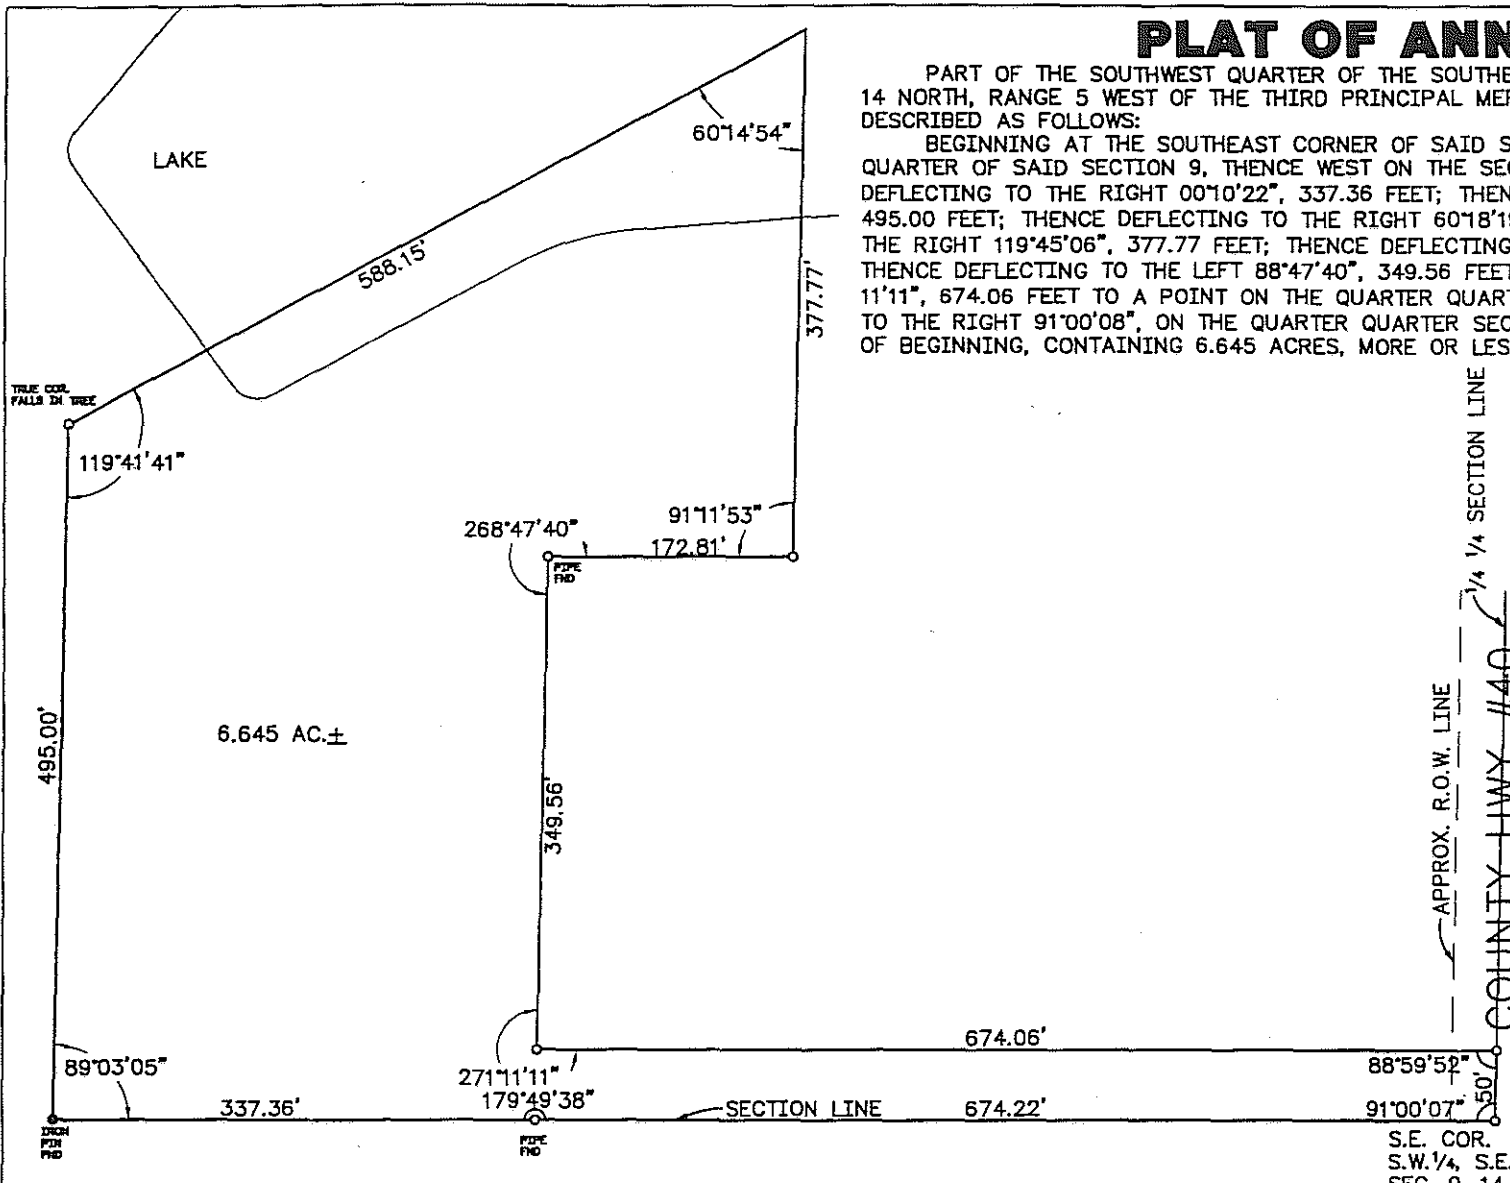 PLAT OF ANN
PART OF THE SOUTHWEST QUARTER OF THE SOUTHE
14 NORTH, RANGE 5 WEST OF THE THIRD PRINCIPAL MER
DESCRIBED AS FOLLOWS:
BEGINNING AT THE SOUTHEAST CORNER OF SAID S
QUARTER OF SAID SECTION 9, THENCE WEST ON THE SEC
DEFLECTING TO THE RIGHT 00°10'22", 337.36 FEET; THEN
495.00 FEET; THENCE DEFLECTING TO THE RIGHT 60°18'19
THE RIGHT 119°45'06", 377.77 FEET; THENCE DEFLECTING
THENCE DEFLECTING TO THE LEFT 88°47'40", 349.56 FEET
11'11", 674.06 FEET TO A POINT ON THE QUARTER QUART
TO THE RIGHT 91°00'08", ON THE QUARTER QUARTER SEC
OF BEGINNING, CONTAINING 6.645 ACRES, MORE OR LES
LAKE
60°14'54"
588.15'
377.77'
TRUE COR.
FALLS IN TREE
119°41'41"
268°47'40"
91°11'53"
172.81'
PIPE
FND
1/4 1/4 SECTION LINE
495.00'
6.645 AC.±
349.56'
APPROX. R.O.W. LINE
COUNTY HWY #40
674.06'
89°03'05"
271°11'11"
88°59'52"
179°49'38"
337.36'
SECTION LINE
674.22'
91°00'07"
50'
IRON
PIN
FND
PIPE
FND
S.E. COR.
S.W.1/4, S.E.
SEC. 9, 14